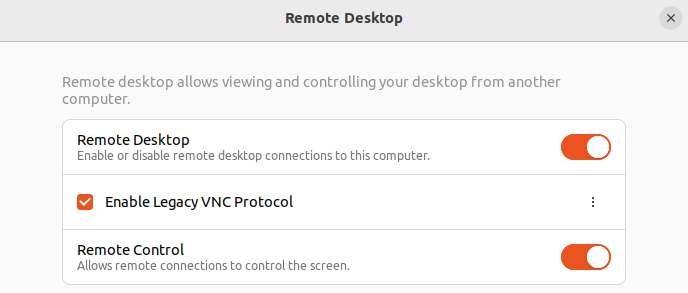 Remote Desktop
Remote desktop allows viewing and controlling your desktop from another
computer.
Remote Desktop
Enable or disable remote desktop connections to this computer.
Enable Legacy VNC Protocol
Remote Control
Allows remote connections to control the screen.